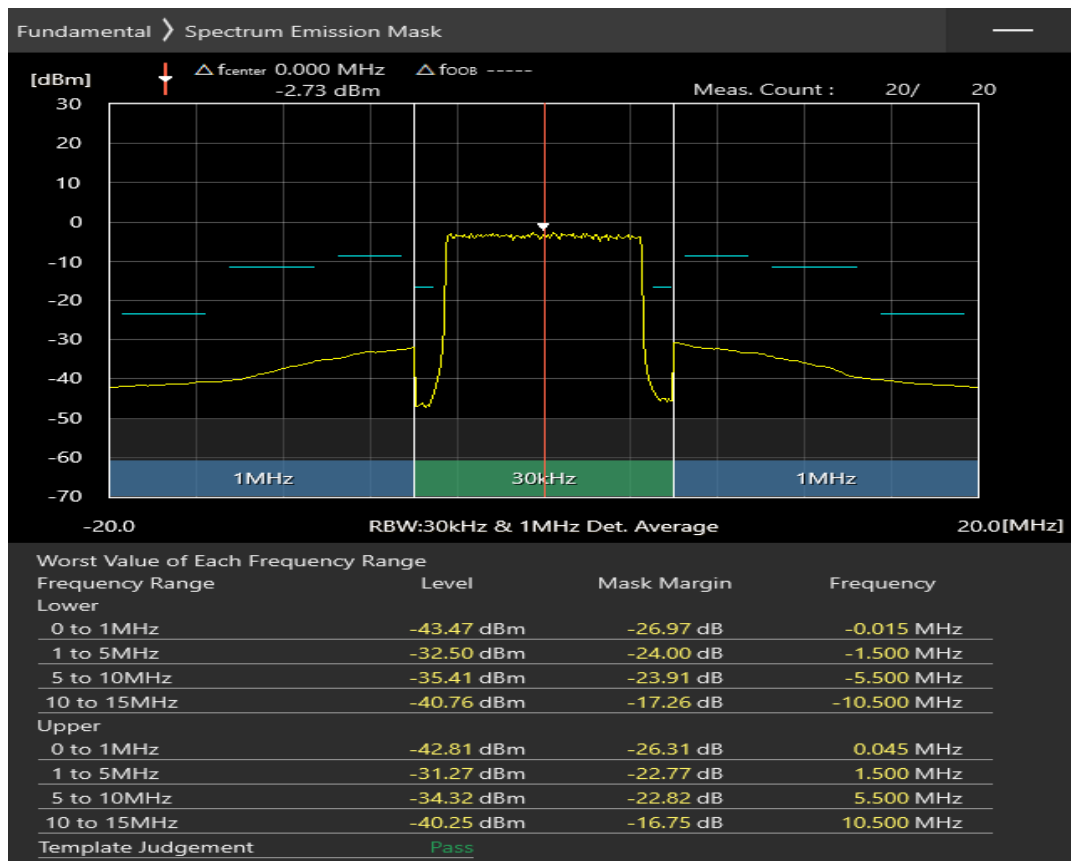 Fundamental ❯ Spectrum Emission Mask
[dBm] △ fcenter 0.000 MHz △ fOOB -----
-2.73 dBm Meas. Count : 20/ 20
30
20
10
0
-10
-20
-30
-40
-50
-60
1MHz 30kHz 1MHz
-70
-20.0 RBW:30kHz & 1MHz Det. Average 20.0[MHz]
Worst Value of Each Frequency Range
Frequency Range Level Mask Margin Frequency
Lower
0 to 1MHz -43.47 dBm -26.97 dB -0.015 MHz
1 to 5MHz -32.50 dBm -24.00 dB -1.500 MHz
5 to 10MHz -35.41 dBm -23.91 dB -5.500 MHz
10 to 15MHz -40.76 dBm -17.26 dB -10.500 MHz
Upper
0 to 1MHz -42.81 dBm -26.31 dB 0.045 MHz
1 to 5MHz -31.27 dBm -22.77 dB 1.500 MHz
5 to 10MHz -34.32 dBm -22.82 dB 5.500 MHz
10 to 15MHz -40.25 dBm -16.75 dB 10.500 MHz
Template Judgement Pass